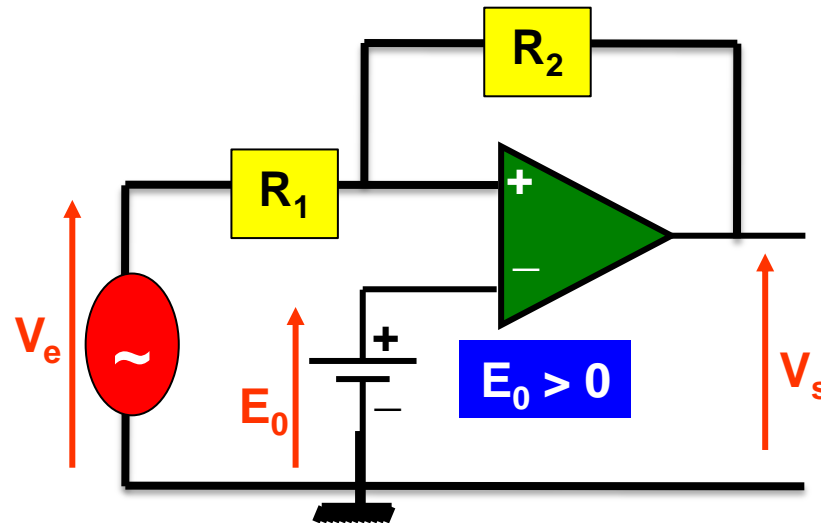 R₂
R₁
+
−
~
Vₑ
+
−
E₀
E₀ > 0
Vₛ